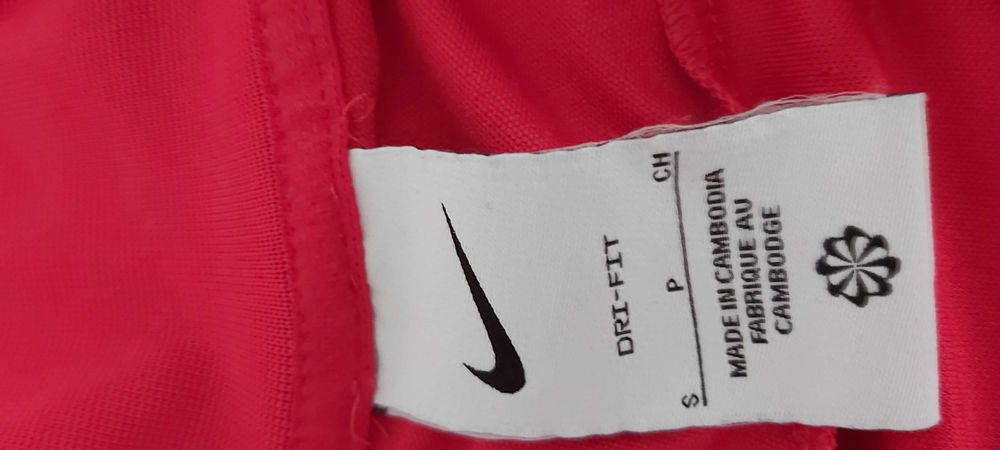 DRI-FIT
S P CH
MADE IN CAMBODIA
FABRIQUE AU
CAMBODGE